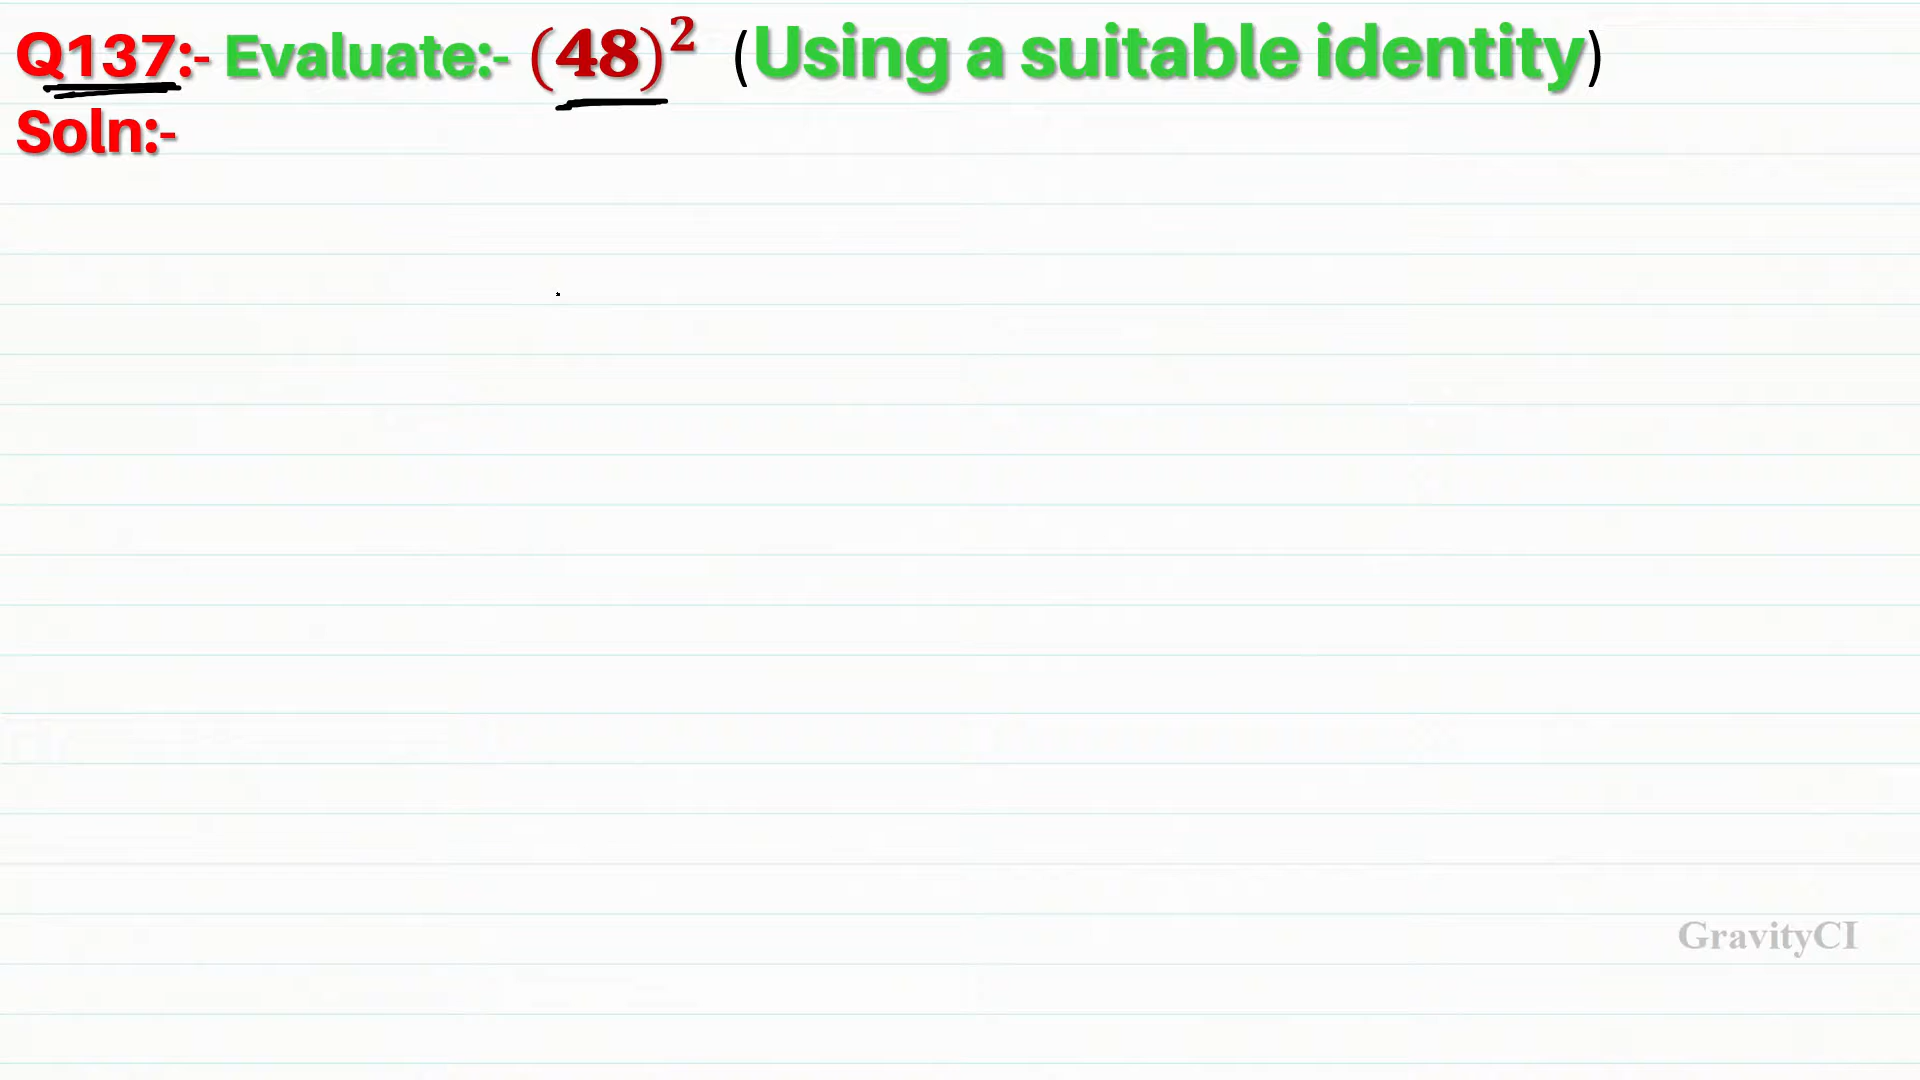 Q137:- Evaluate:- (48)² (Using a suitable identity)
Soln:-
GravityCI